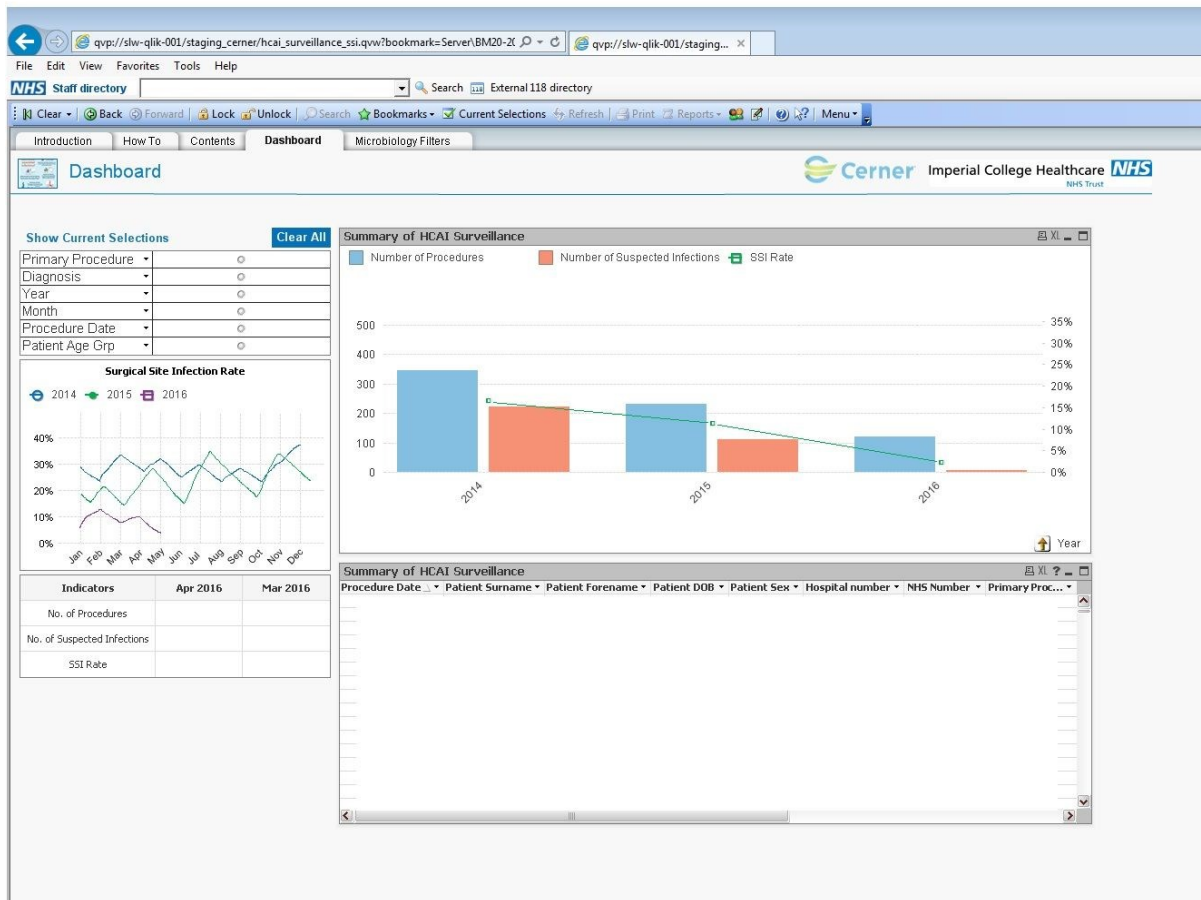 qvp://slw-qlik-001/staging_cerner/hcai_surveillance_ssi.qvw?bookmark=Server\BM20-2(
qvp://slw-qlik-001/staging...
File Edit View Favorites Tools Help
NHS Staff directory Search 118 External 118 directory
Clear Back Forward Lock Unlock Search Bookmarks Current Selections Refresh Print Reports Menu
Introduction How To Contents Dashboard Microbiology Filters
Dashboard
Cerner Imperial College Healthcare NHS
NHS Trust
Show Current Selections Clear All
Primary Procedure
Diagnosis
Year
Month
Procedure Date
Patient Age Grp
Surgical Site Infection Rate
2014 2015 2016
40%
30%
20%
10%
0%
Jan Feb Mar Apr May Jun Jul Aug Sep Oct Nov Dec
Indicators Apr 2016 Mar 2016
No. of Procedures
No. of Suspected Infections
SSI Rate
Summary of HCAI Surveillance XL
Number of Procedures Number of Suspected Infections SSI Rate
500 35%
400 30%
300 25%
200 20%
100 15%
0 10%
5%
0%
2014 2015 2016
Year
Summary of HCAI Surveillance XL ?
Procedure Date Patient Surname Patient Forename Patient DOB Patient Sex Hospital number NHS Number Primary Proc...